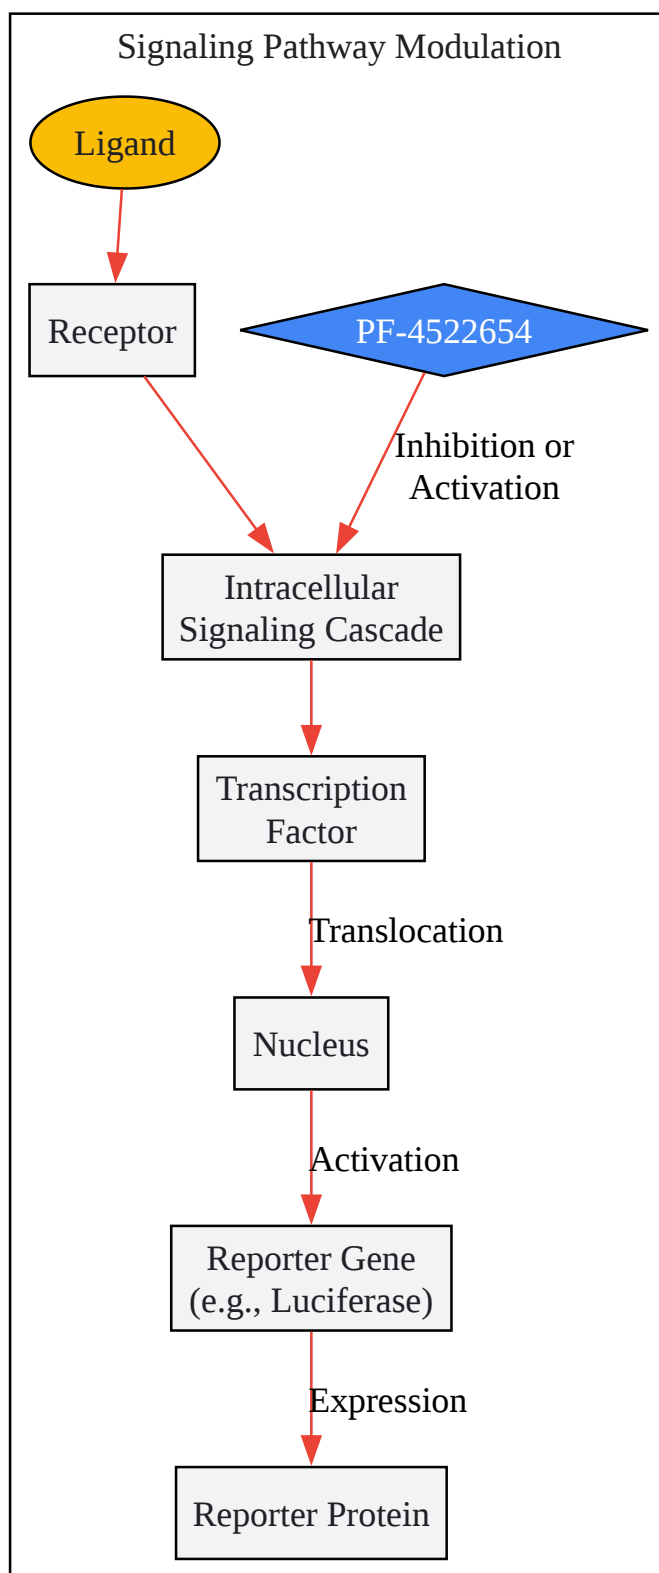 Signaling Pathway Modulation
Ligand
Receptor
PF-4522654
Inhibition or
Activation
Intracellular
Signaling Cascade
Transcription
Factor
Translocation
Nucleus
Activation
Reporter Gene
(e.g., Luciferase)
Expression
Reporter Protein